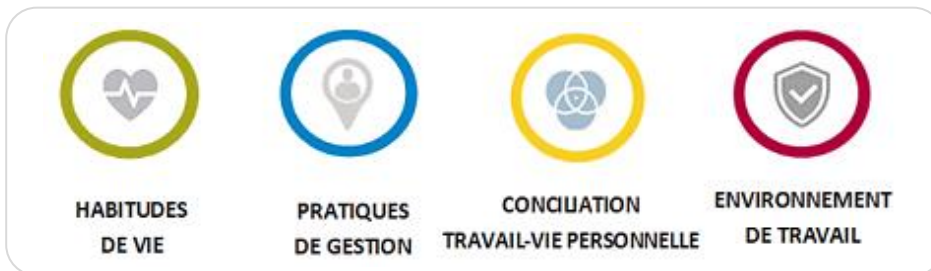 HABITUDES
DE VIE
PRATIQUES
DE GESTION
CONCILIATION
TRAVAIL-VIE PERSONNELLE
ENVIRONNEMENT
DE TRAVAIL